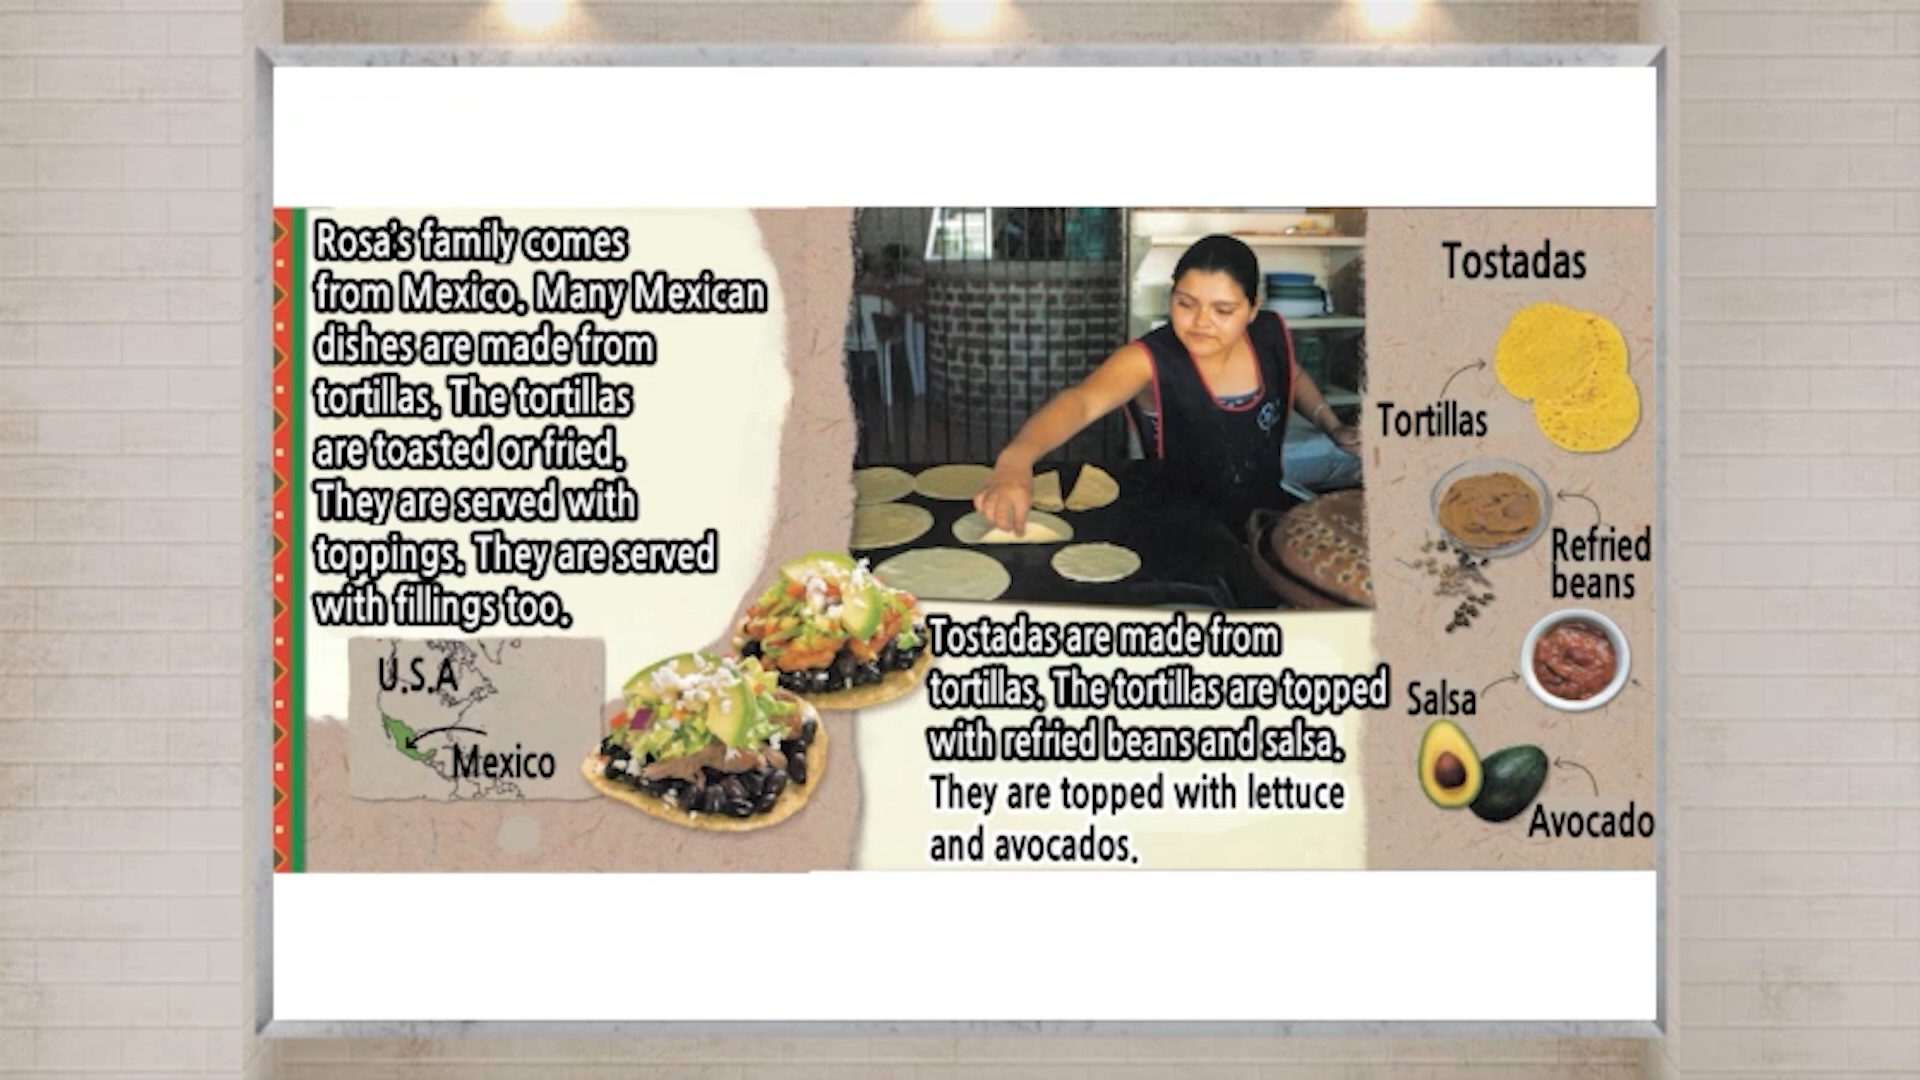 Rosa's family comes
from Mexico. Many Mexican
dishes are made from
tortillas. The tortillas
are toasted or fried.
They are served with
toppings. They are served
with fillings too.
U.S.A
Mexico
Tostadas are made from
tortillas. The tortillas are topped
with refried beans and salsa.
They are topped with lettuce
and avocados.
Tostadas
Tortillas
Refried
beans
Salsa
Avocado